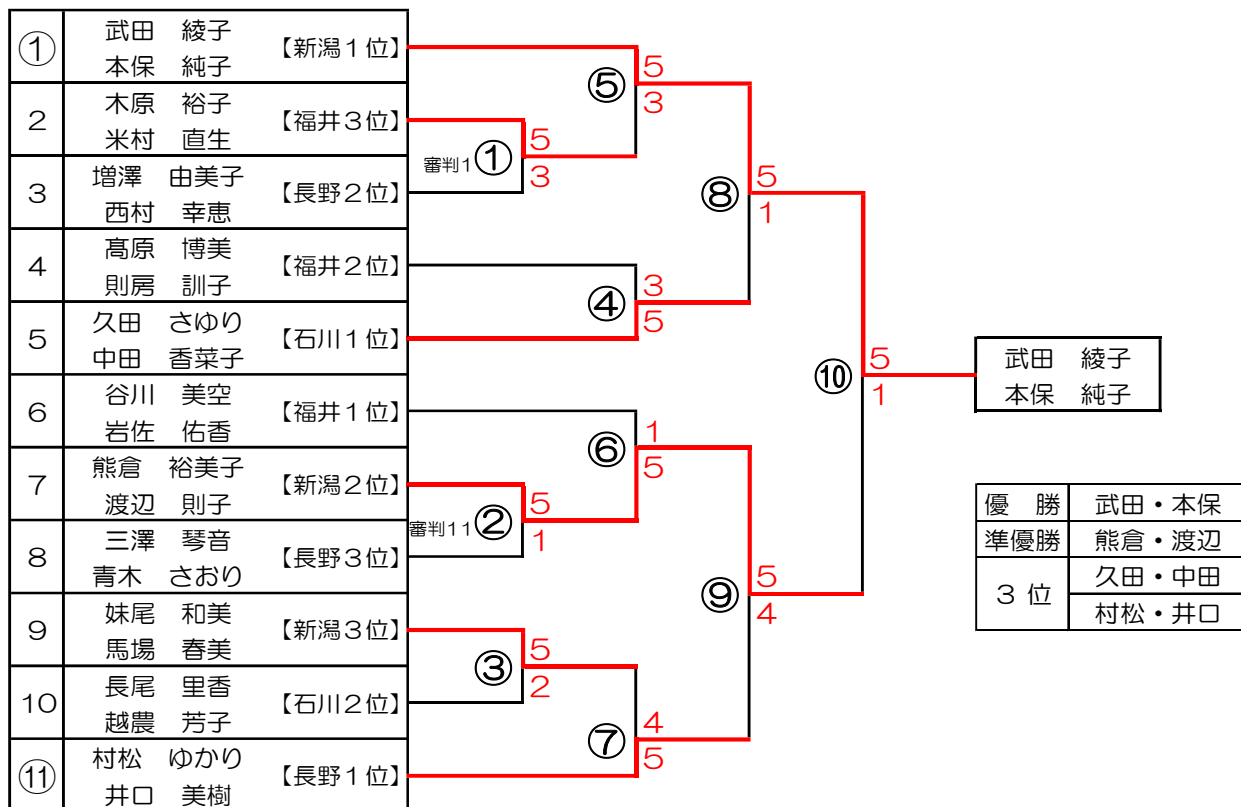 ① 武田 綾子 【新潟1位】
本保 純子
2 木原 裕子 【福井3位】
米村 直生
3 増澤 由美子 【長野2位】
西村 幸恵
4 髙原 博美 【福井2位】
則房 訓子
5 久田 さゆり 【石川1位】
中田 香菜子
6 谷川 美空 【福井1位】
岩佐 佑香
7 熊倉 裕美子 【新潟2位】
渡辺 則子
8 三澤 琴音 【長野3位】
青木 さおり
9 妹尾 和美 【新潟3位】
馬場 春美
10 長尾 里香 【石川2位】
越農 芳子
⑪ 村松 ゆかり 【長野1位】
井口 美樹
審判1 ①
5
3
審判11 ②
5
1
③
5
2
⑤
5
3
④
3
5
⑥
1
5
⑦
4
5
⑧
5
1
⑨
5
4
⑩
5
1
武田 綾子
本保 純子
優 勝 武田・本保
準優勝 熊倉・渡辺
3 位 久田・中田
村松・井口